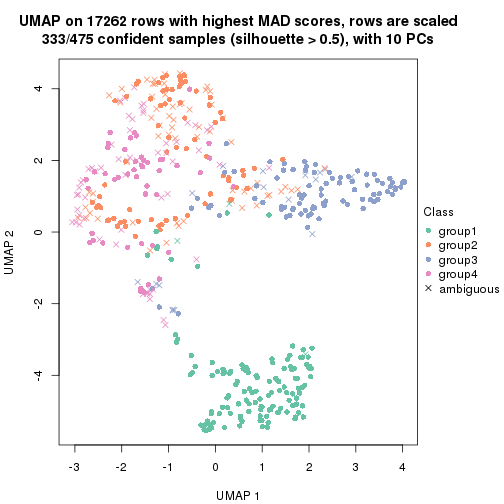 UMAP on 17262 rows with highest MAD scores, rows are scaled
333/475 confident samples (silhouette > 0.5), with 10 PCs
4
2
0
-2
-4
UMAP 2
-3 -2 -1 0 1 2 3 4
UMAP 1
Class
group1
group2
group3
group4
ambiguous